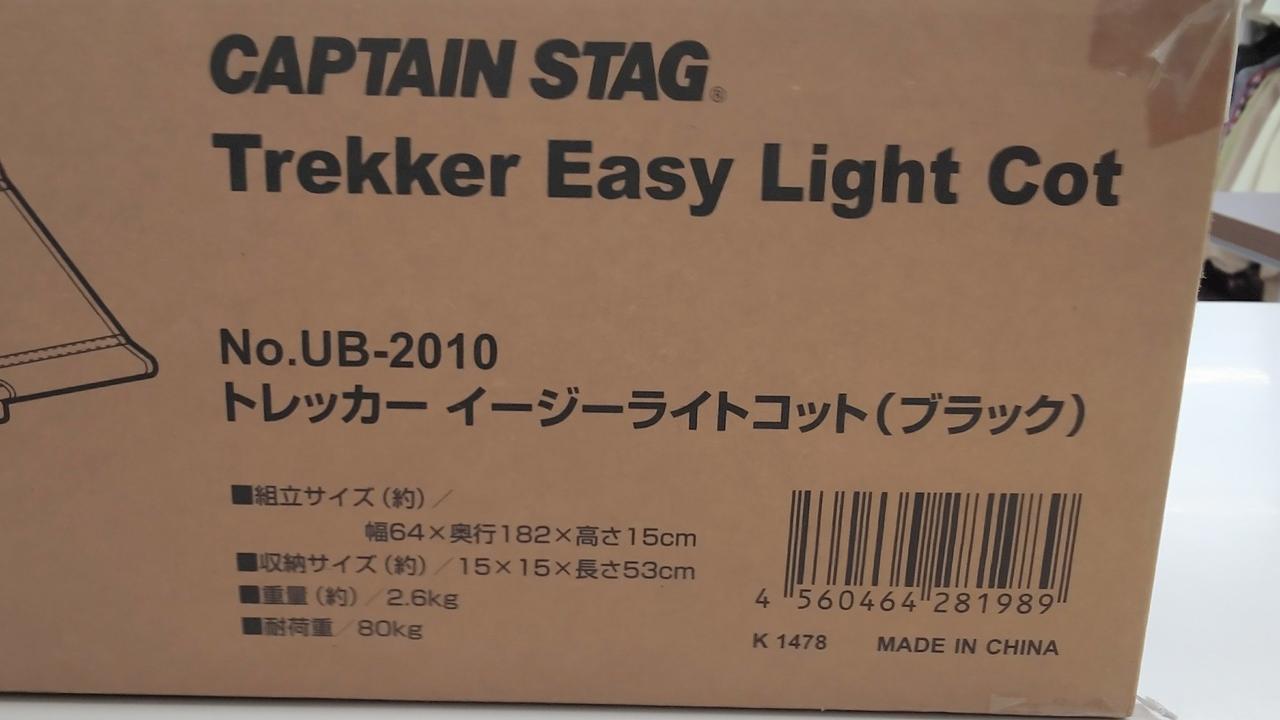 CAPTAIN STAG®
Trekker Easy Light Cot
No.UB-2010
トレッカー イージーライトコット(ブラック)
■組立サイズ(約)/
幅64×奥行182×高さ15cm
■収納サイズ(約)/15×15×長さ53cm
■重量(約)/2.6kg
■耐荷重/80kg
4 560464 281989
K 1478 MADE IN CHINA